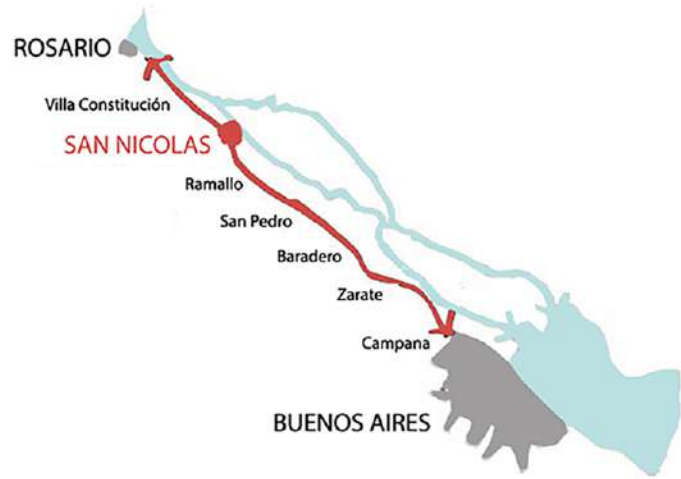 ROSARIO
Villa Constitución
SAN NICOLAS
Ramallo
San Pedro
Baradero
Zarate
Campana
BUENOS AIRES